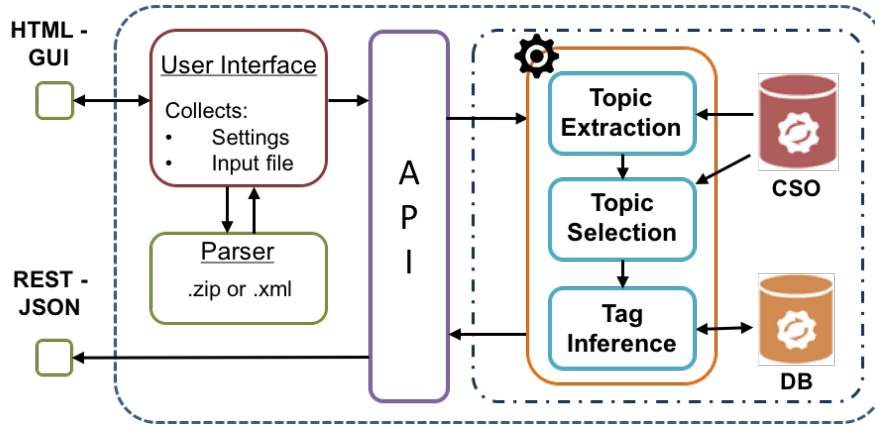 HTML -
GUI
User Interface
Collects:
• Settings
• Input file
Parser
.zip or .xml
REST -
JSON
A
P
I
Topic
Extraction
Topic
Selection
Tag
Inference
CSO
DB